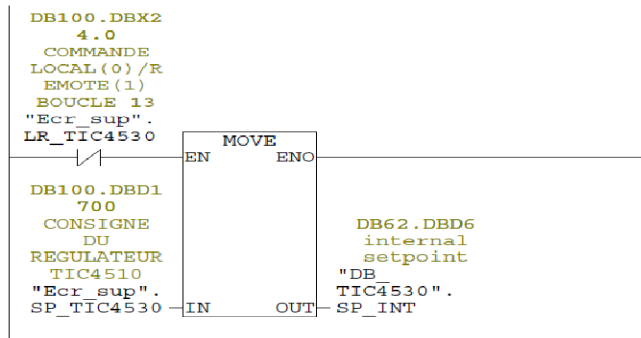 DB100.DBX2
4.0
COMMANDE
LOCAL(0)/R
EMOTE(1)
BOUCLE 13
"Ecr_sup".
LR_TIC4530
MOVE
EN ENO
DB100.DBD1
700
CONSIGNE
DU
REGULATEUR
TIC4510
"Ecr_sup".
SP_TIC4530
IN OUT
DB62.DBD6
internal
setpoint
"DB_
TIC4530".
SP_INT